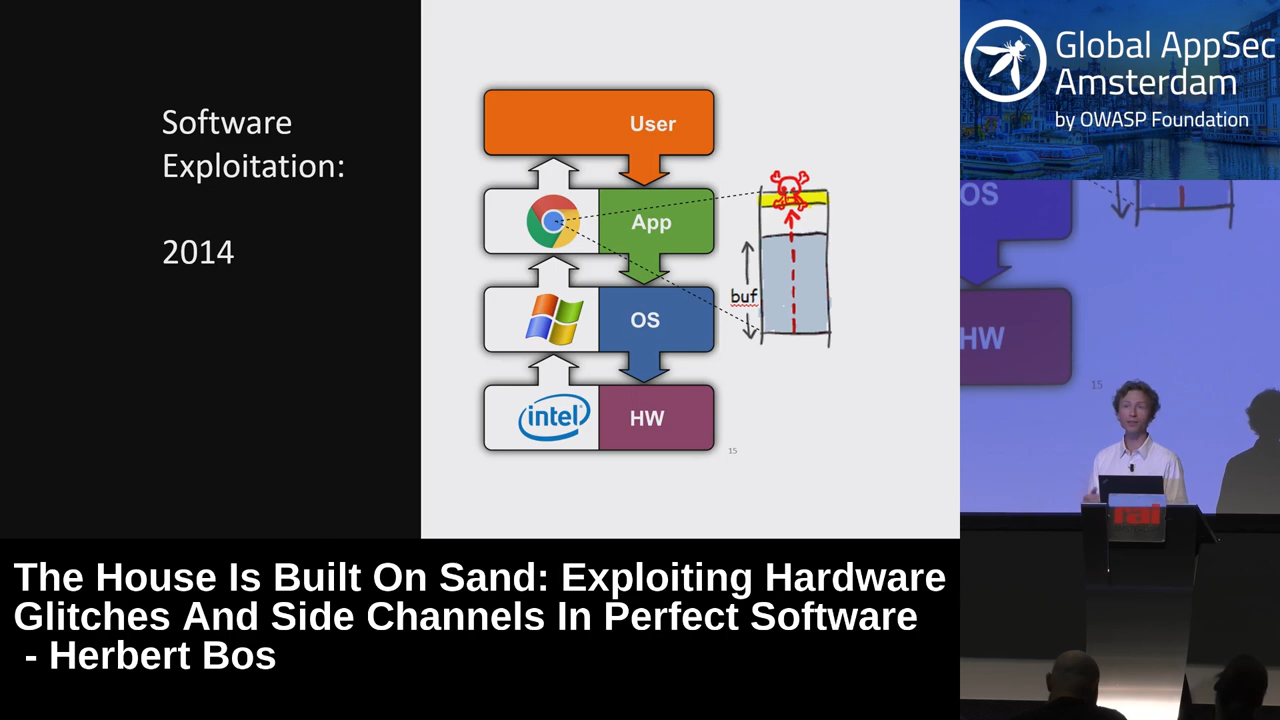 Software
Exploitation:
2014
User
App
OS
HW
intel
buf
15
Global AppSec
Amsterdam
by OWASP Foundation
OS
HW
15
rai
The House Is Built On Sand: Exploiting Hardware
Glitches And Side Channels In Perfect Software
- Herbert Bos